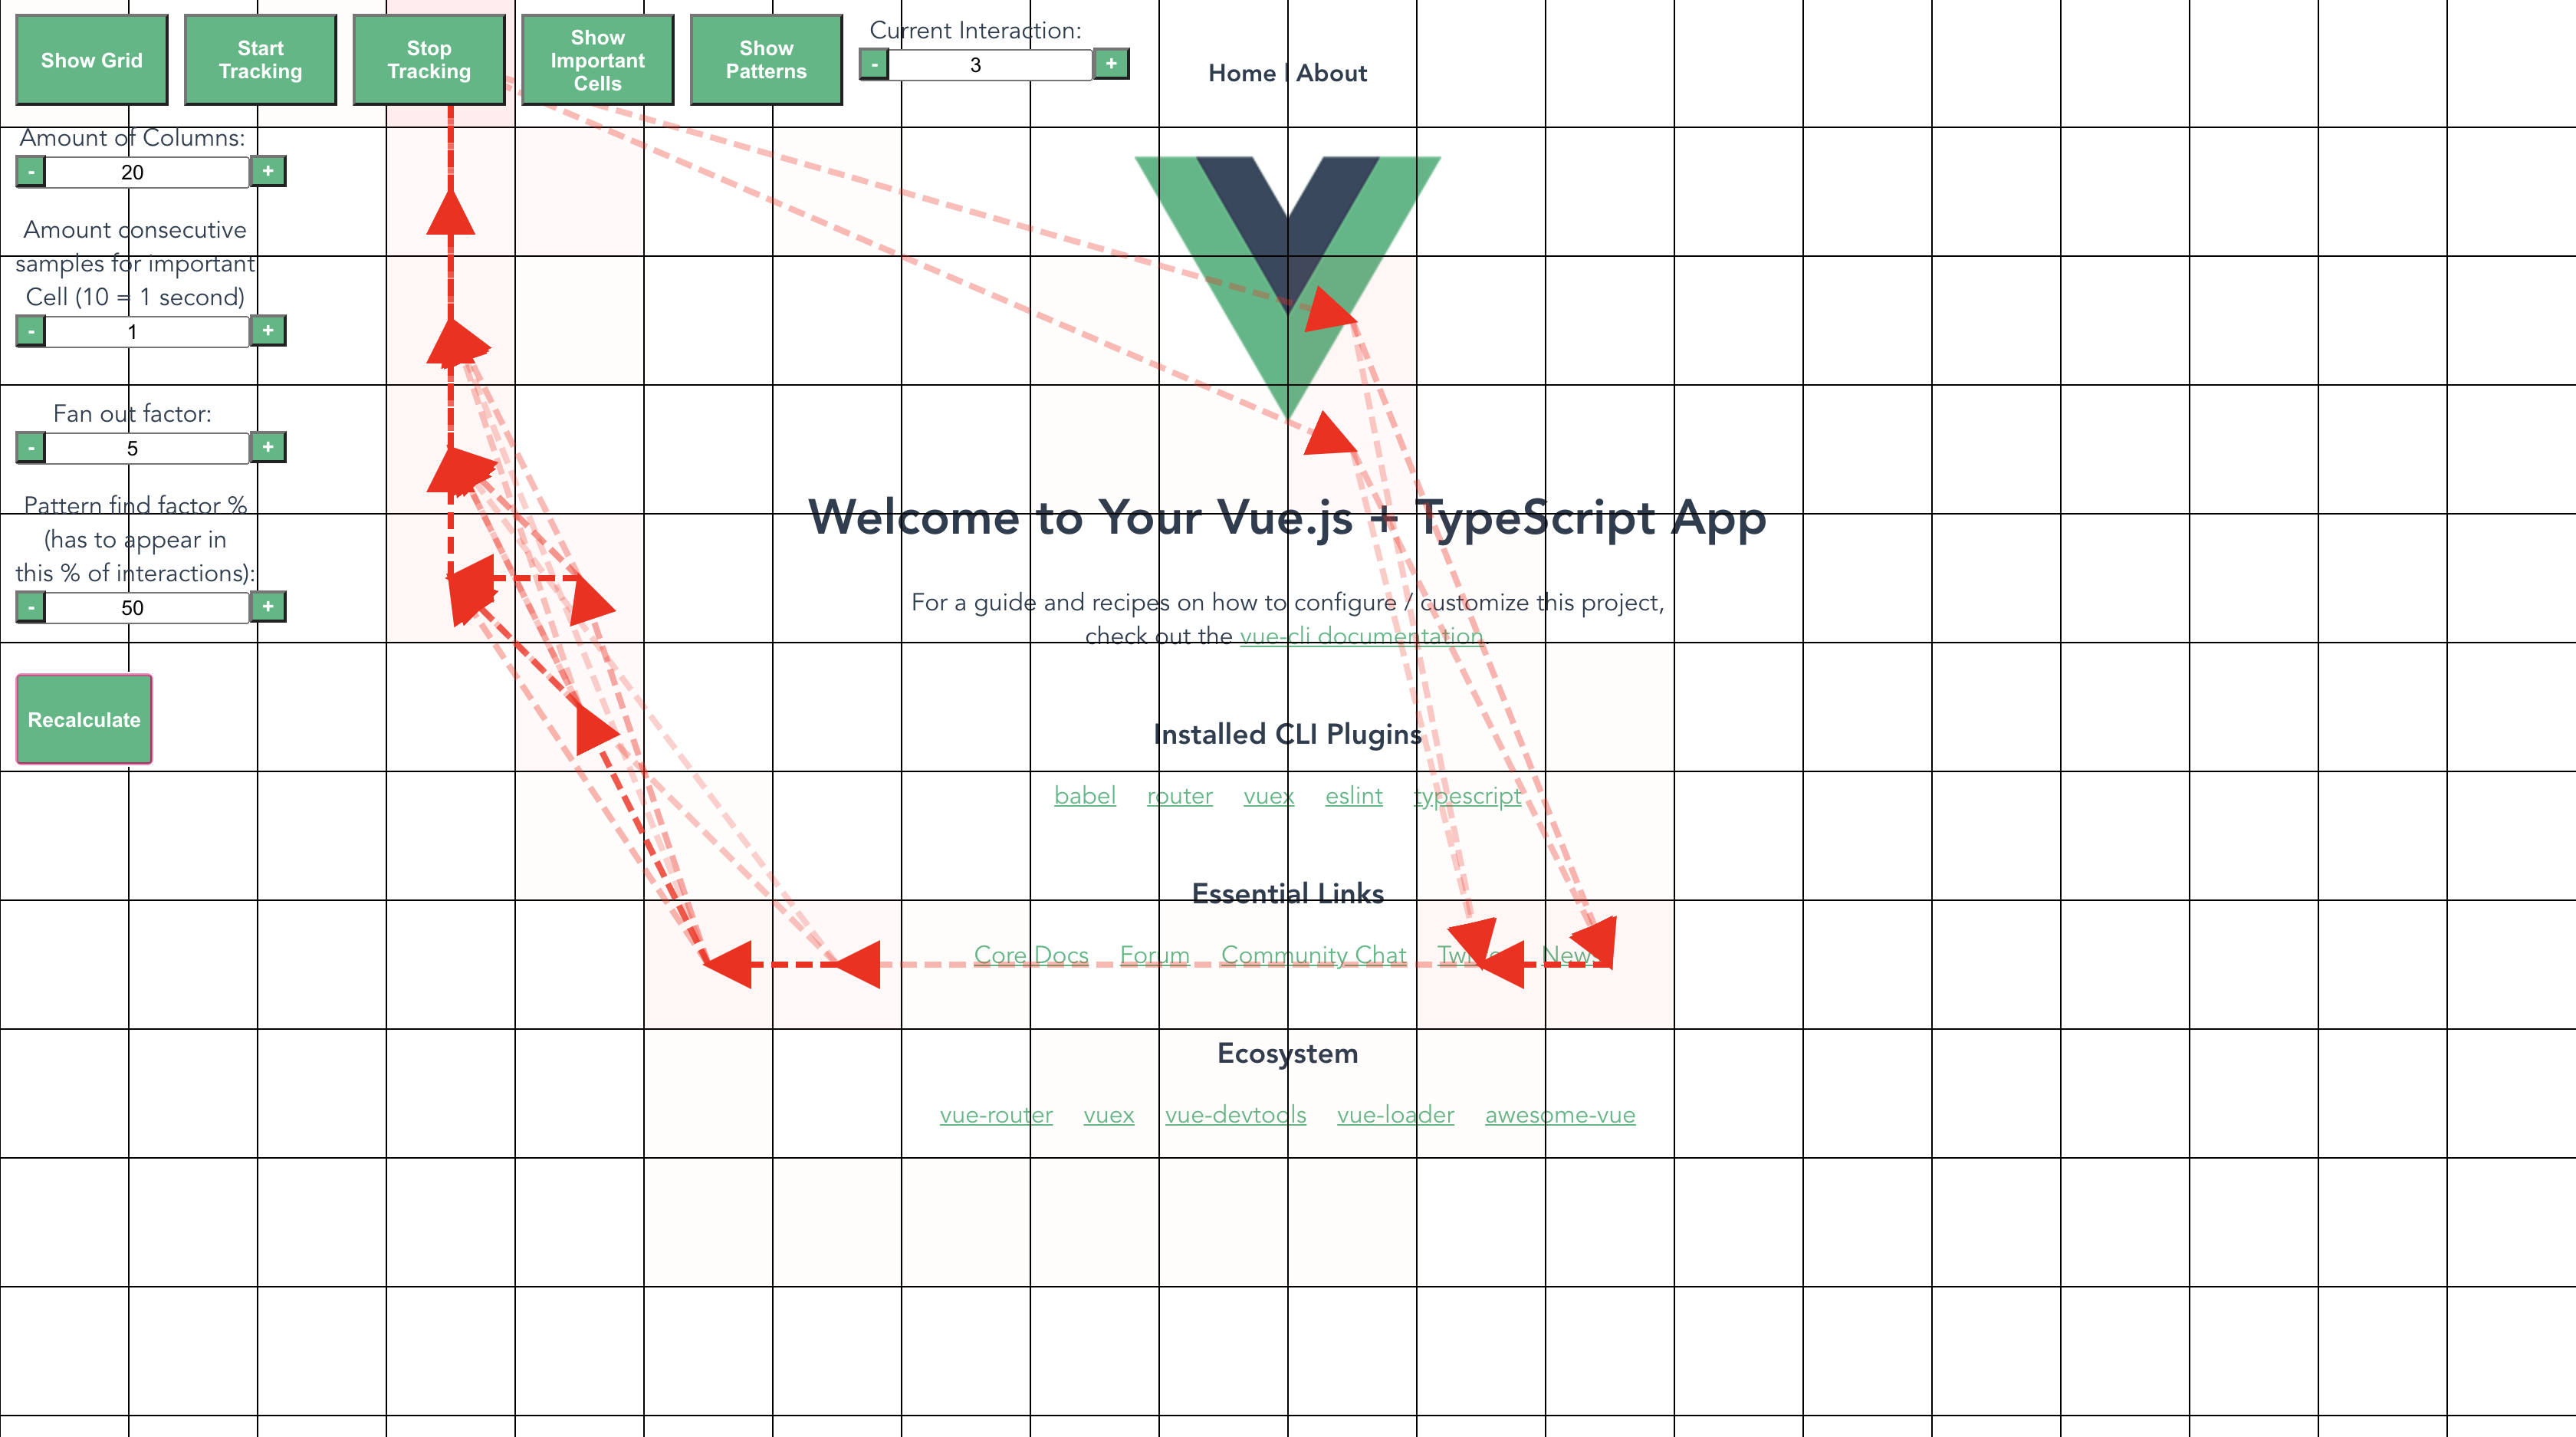 Show Grid
Start
Tracking
Stop
Tracking
Show
Important
Cells
Show
Patterns
Current Interaction:
- 3 +
Home | About
Amount of Columns:
- 20 +
Amount consecutive
samples for important
Cell (10 = 1 second)
- 1 +
Fan out factor:
- 5 +
Pattern find factor %
(has to appear in
this % of interactions):
- 50 +
Recalculate
Welcome to Your Vue.js + TypeScript App
For a guide and recipes on how to configure / customize this project,
check out the vue-cli documentation.
Installed CLI Plugins
babel router vuex eslint typescript
Essential Links
Core Docs Forum Community Chat
Ecosystem
vue-router vuex vue-devtools vue-loader awesome-vue